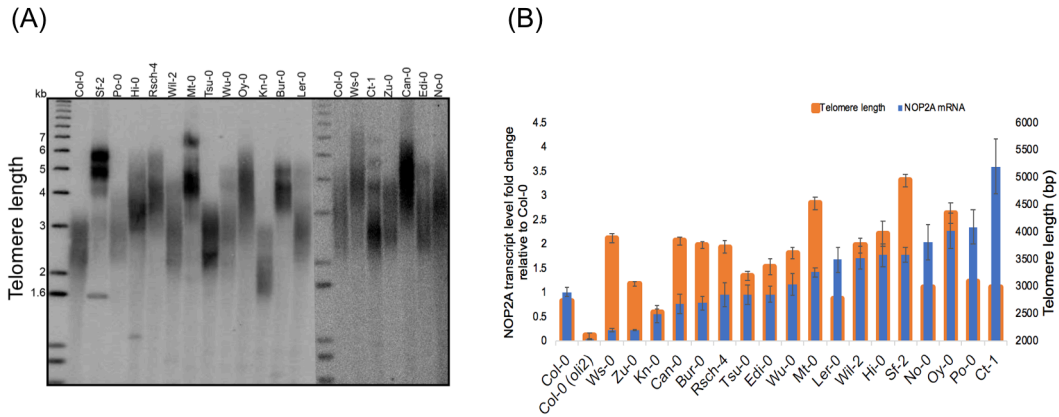 (A)
(B)
Col-0
Sf-2
Po-0
Hi-0
Rsch-4
Wil-2
Mt-0
Tsu-0
Wu-0
Oy-0
Kn-0
Bur-0
Ler-0
Col-0
Ws-0
Ct-1
Zu-0
Can-0
Edi-0
No-0
kb
7
6
5
4
3
2
1.6
Telomere length
Telomere length
NOP2A mRNA
NOP2A transcript level fold change
relative to Col-0
4.5
4
3.5
3
2.5
2
1.5
1
0.5
0
6000
5500
5000
4500
4000
3500
3000
2500
2000
Telomere length (bp)
Col-0
Col-0 (oli2)
Ws-0
Zu-0
Kn-0
Can-0
Bur-0
Rsch-4
Tsu-0
Edi-0
Wu-0
Mt-0
Ler-0
Wil-2
Hi-0
Sf-2
No-0
Oy-0
Po-0
Ct-1